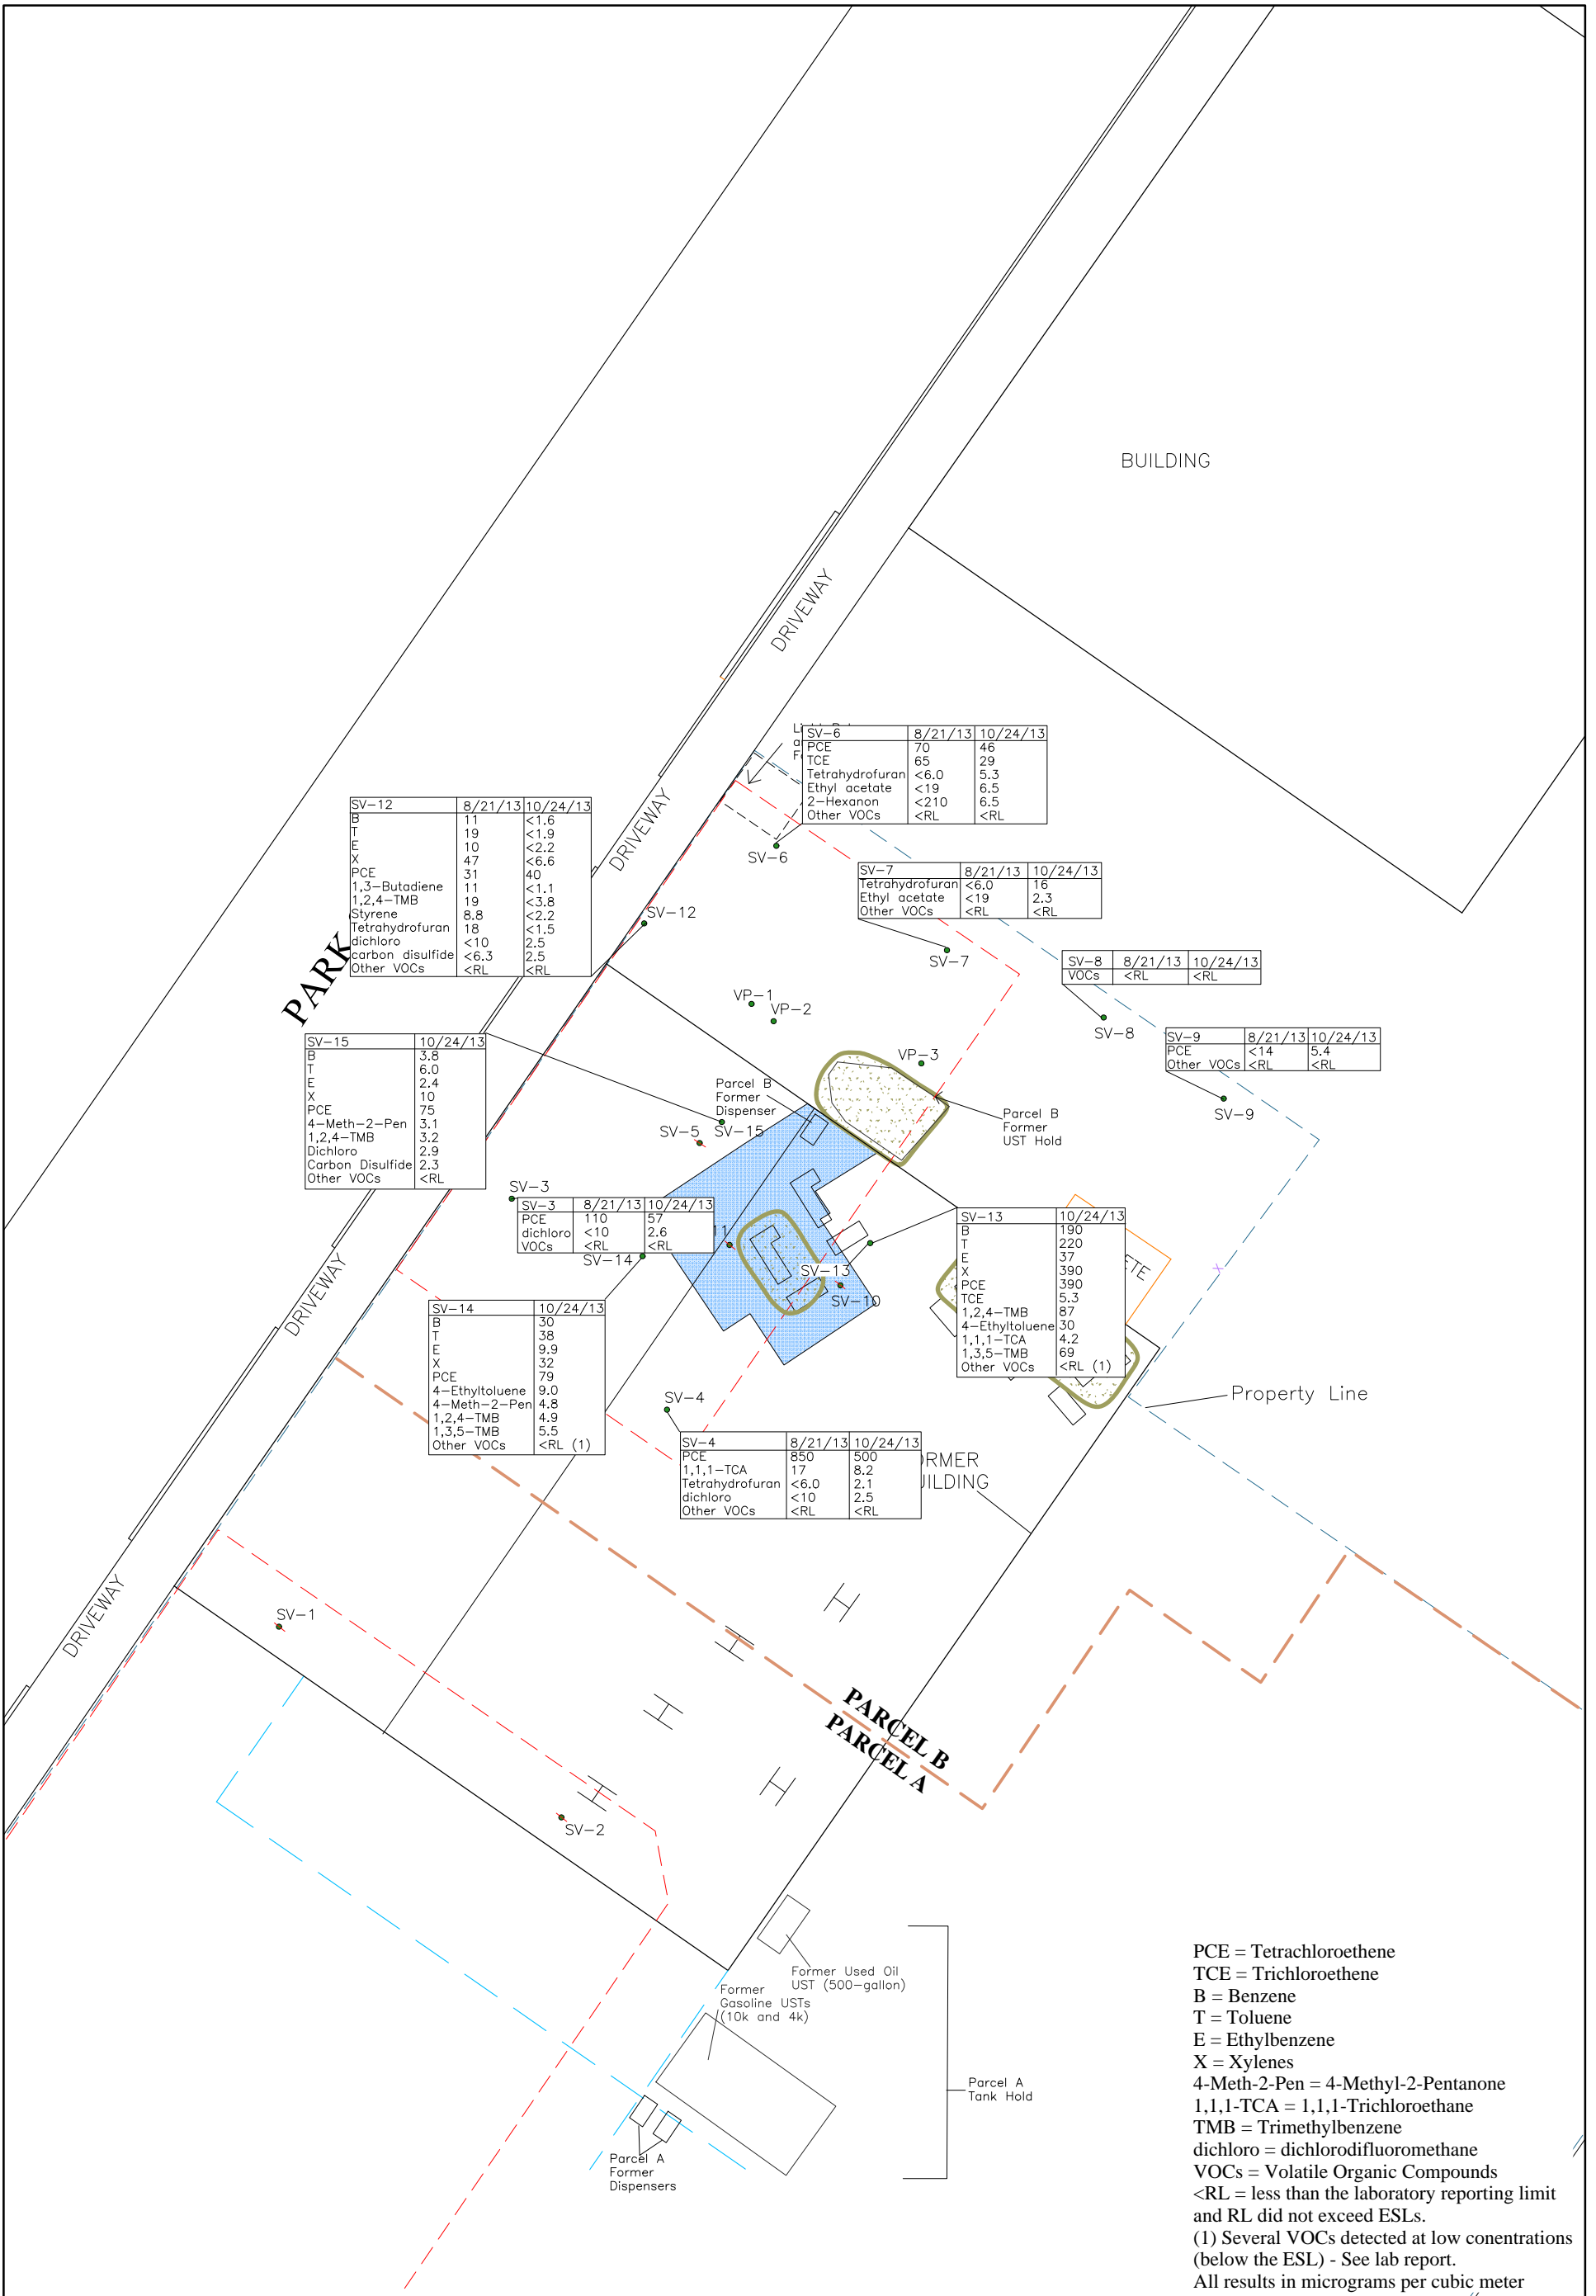 BUILDING
DRIVEWAY
SV-6 8/21/13 10/24/13
PCE 70 46
TCE 65 29
Tetrahydrofuran <6.0 5.3
Ethyl acetate <19 6.5
2-Hexanon <210 6.5
Other VOCs <RL <RL
SV-6
SV-12 8/21/13 10/24/13
B 11 <1.6
T 19 <1.9
E 10 <2.2
X 47 <6.6
PCE 31 40
1,3-Butadiene 11 <1.1
1,2,4-TMB 19 <3.8
Styrene 8.8 <2.2
Tetrahydrofuran 18 <1.5
dichloro <10 2.5
carbon disulfide <6.3 2.5
Other VOCs <RL <RL
DRIVEWAY
SV-12
PARK
SV-7 8/21/13 10/24/13
Tetrahydrofuran <6.0 16
Ethyl acetate <19 2.3
Other VOCs <RL <RL
SV-7
SV-8 8/21/13 10/24/13
VOCs <RL <RL
SV-8
SV-9 8/21/13 10/24/13
PCE <14 5.4
Other VOCs <RL <RL
SV-9
VP-1
VP-2
VP-3
SV-15 10/24/13
B 3.8
T 6.0
E 2.4
X 10
PCE 75
4-Meth-2-Pen 3.1
1,2,4-TMB 3.2
Dichloro 2.9
Carbon Disulfide 2.3
Other VOCs <RL
Parcel B
Former
Dispenser
Parcel B
Former
UST Hold
SV-5
SV-15
SV-3
SV-3 8/21/13 10/24/13
PCE 110 57
dichloro <10 2.6
VOCs <RL <RL
SV-14
SV-13
SV-10
SV-13 10/24/13
B 190
T 220
E 37
X 390
PCE 390
TCE 5.3
1,2,4-TMB 87
4-Ethyltoluene 30
1,1,1-TCA 4.2
1,3,5-TMB 69
Other VOCs <RL (1)
DRIVEWAY
SV-14 10/24/13
B 30
T 38
E 9.9
X 32
PCE 79
4-Ethyltoluene 9.0
4-Meth-2-Pen 4.8
1,2,4-TMB 4.9
1,3,5-TMB 5.5
Other VOCs <RL (1)
Property Line
SV-4
SV-4 8/21/13 10/24/13
PCE 850 500
1,1,1-TCA 17 8.2
Tetrahydrofuran <6.0 2.1
dichloro <10 2.5
Other VOCs <RL <RL
DRIVEWAY
SV-1
PARCEL B
PARCEL A
SV-2
Former Used Oil
UST (500-gallon)
Former
Gasoline USTs
(10k and 4k)
Parcel A
Tank Hold
Parcel A
Former
Dispensers
PCE = Tetrachloroethene
TCE = Trichloroethene
B = Benzene
T = Toluene
E = Ethylbenzene
X = Xylenes
4-Meth-2-Pen = 4-Methyl-2-Pentanone
1,1,1-TCA = 1,1,1-Trichloroethane
TMB = Trimethylbenzene
dichloro = dichlorodifluoromethane
VOCs = Volatile Organic Compounds
<RL = less than the laboratory reporting limit
and RL did not exceed ESLs.
(1) Several VOCs detected at low conentrations
(below the ESL) - See lab report.
All results in micrograms per cubic meter